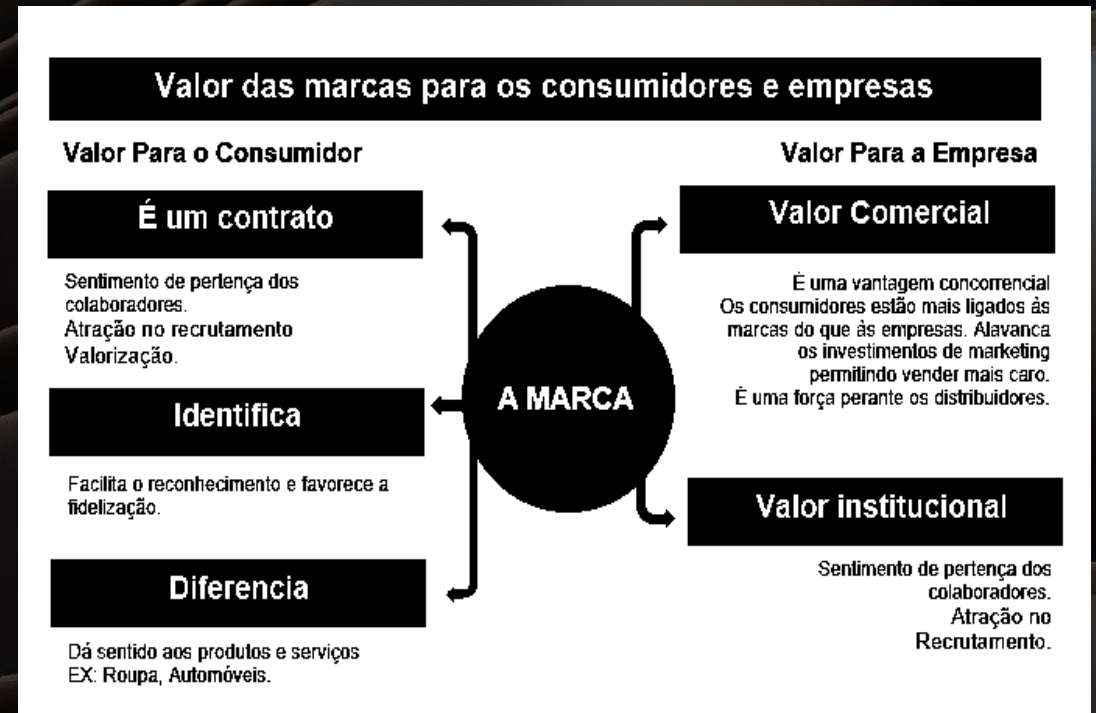 Valor das marcas para os consumidores e empresas
Valor Para o Consumidor
É um contrato
Sentimento de pertença dos
colaboradores.
Atração no recrutamento
Valorização.
Identifica
Facilita o reconhecimento e favorece a
fidelização.
Diferencia
Dá sentido aos produtos e serviços
EX: Roupa, Automóveis.
A MARCA
Valor Para a Empresa
Valor Comercial
É uma vantagem concorrencial
Os consumidores estão mais ligados às
marcas do que às empresas. Alavanca
os investimentos de marketing
permitindo vender mais caro.
É uma força perante os distribuidores.
Valor institucional
Sentimento de pertença dos
colaboradores.
Atração no
Recrutamento.